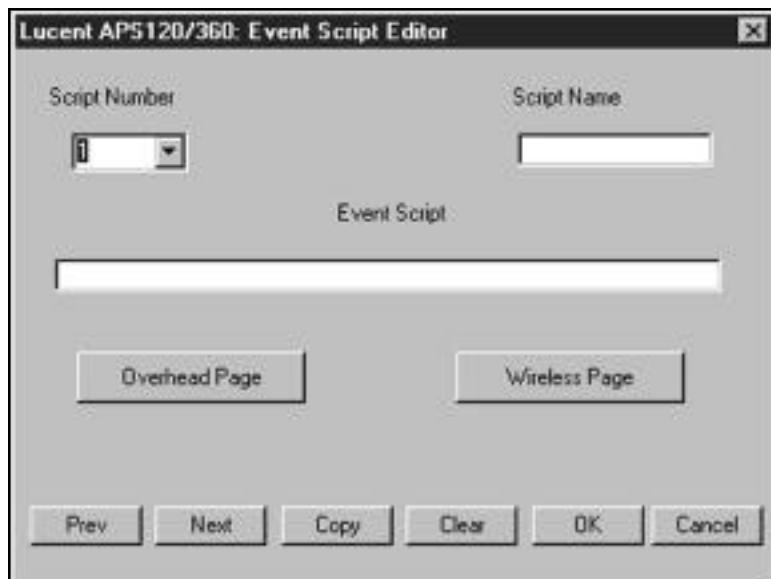 Lucent APS120/360: Event Script Editor
Script Number
Script Name
1
Event Script
Overhead Page
Wireless Page
Prev
Next
Copy
Clear
OK
Cancel